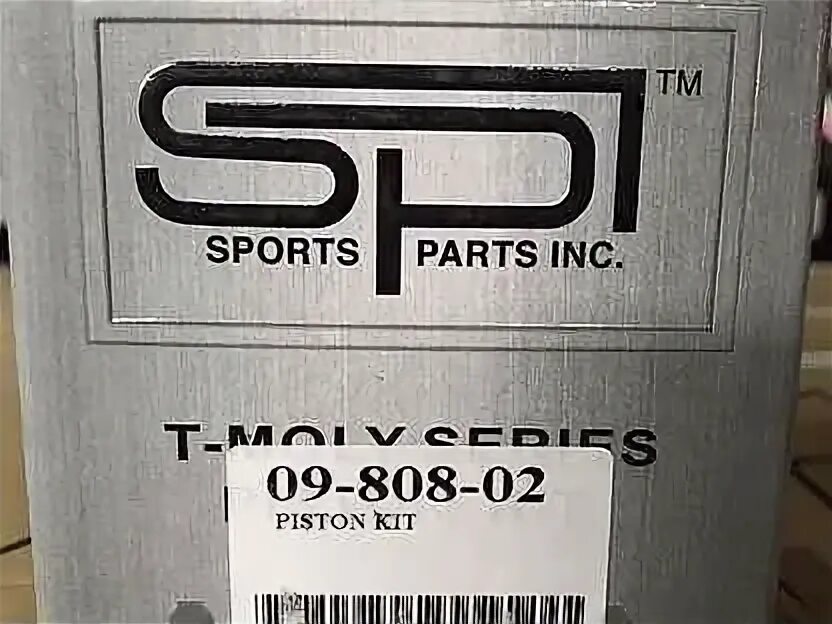 SPI™
SPORTS PARTS INC.
T-MOLY SERIES
09-808-02
PISTON KIT